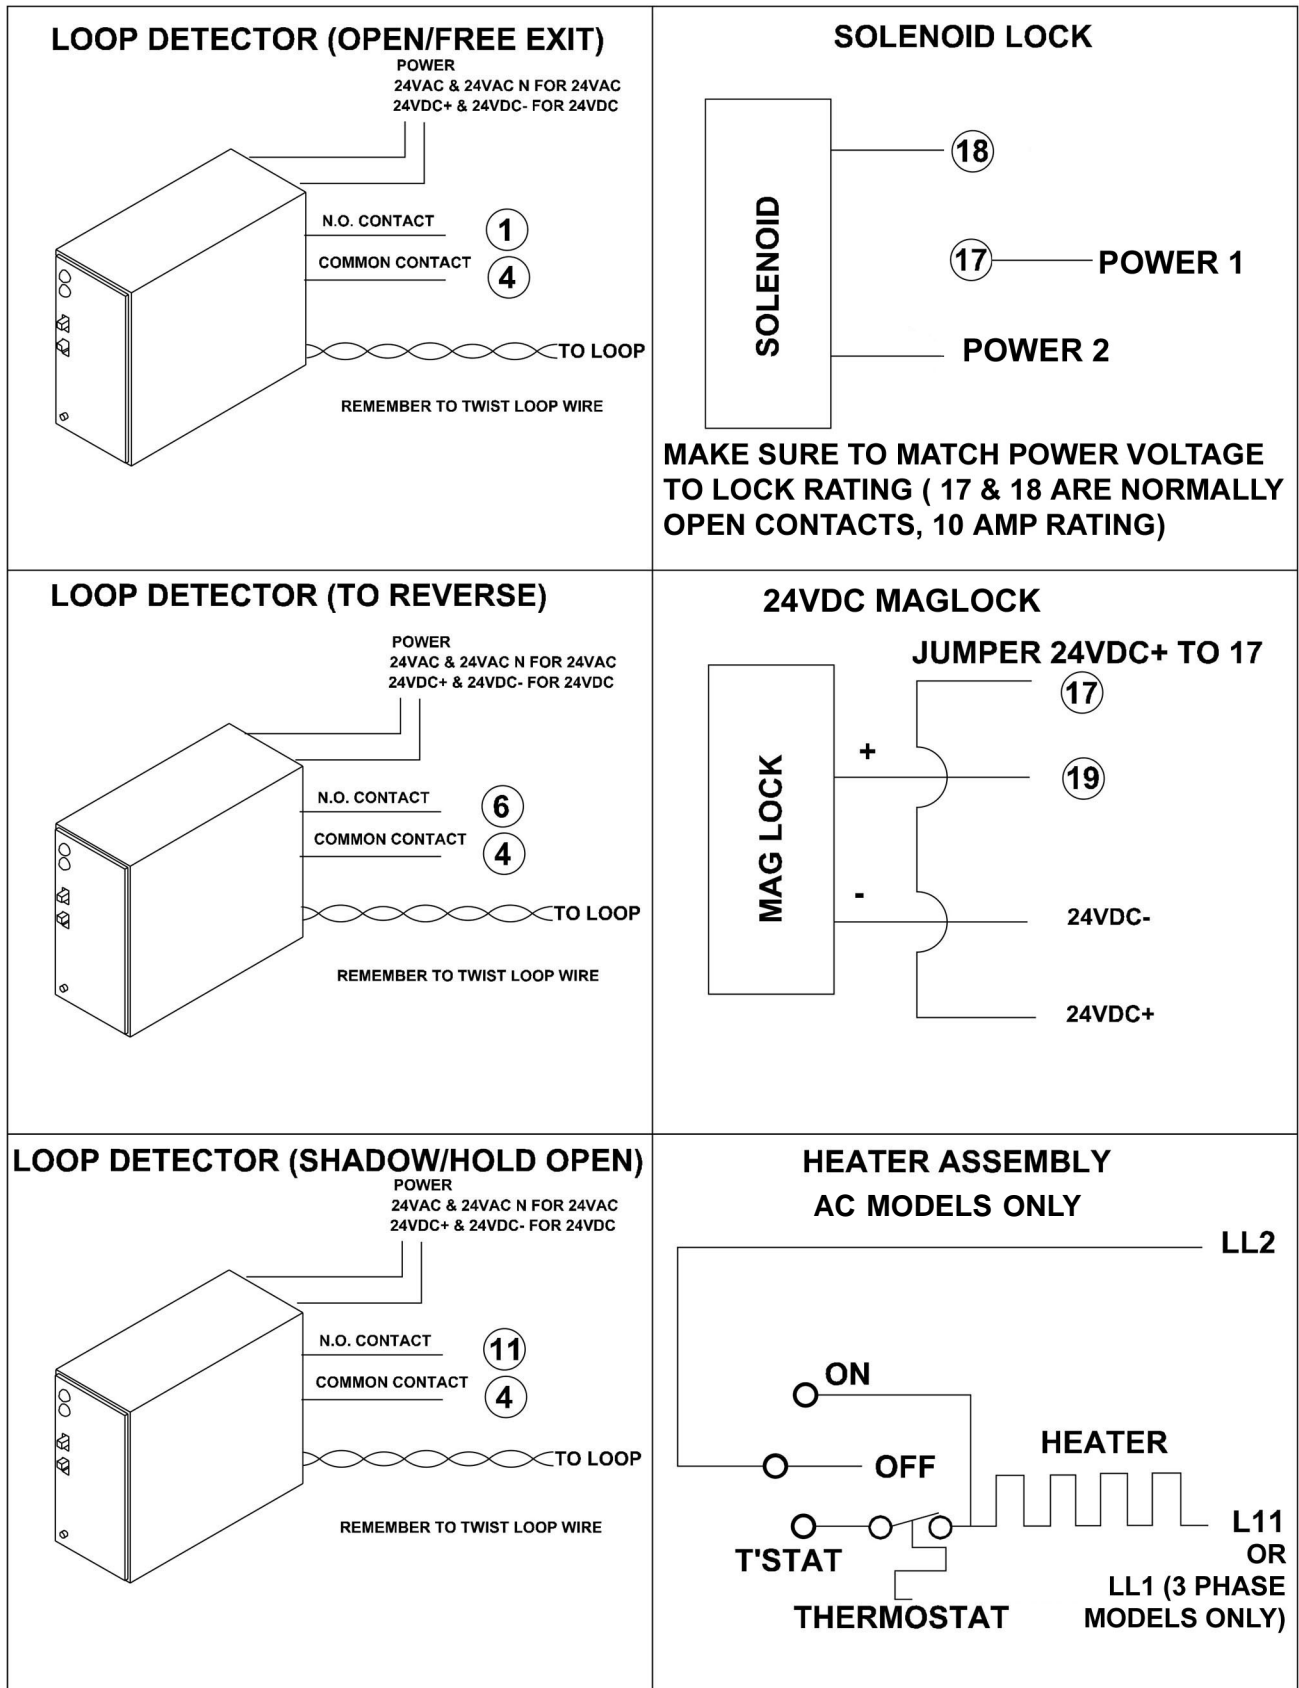 LOOP DETECTOR (OPEN/FREE EXIT)
POWER
24VAC & 24VAC N FOR 24VAC
24VDC+ & 24VDC- FOR 24VDC
N.O. CONTACT
1
COMMON CONTACT
4
TO LOOP
REMEMBER TO TWIST LOOP WIRE
SOLENOID LOCK
SOLENOID
18
17
POWER 1
POWER 2
MAKE SURE TO MATCH POWER VOLTAGE
TO LOCK RATING ( 17 & 18 ARE NORMALLY
OPEN CONTACTS, 10 AMP RATING)
LOOP DETECTOR (TO REVERSE)
POWER
24VAC & 24VAC N FOR 24VAC
24VDC+ & 24VDC- FOR 24VDC
N.O. CONTACT
6
COMMON CONTACT
4
TO LOOP
REMEMBER TO TWIST LOOP WIRE
24VDC MAGLOCK
JUMPER 24VDC+ TO 17
MAG LOCK
17
+
19
-
24VDC-
24VDC+
LOOP DETECTOR (SHADOW/HOLD OPEN)
POWER
24VAC & 24VAC N FOR 24VAC
24VDC+ & 24VDC- FOR 24VDC
N.O. CONTACT
11
COMMON CONTACT
4
TO LOOP
REMEMBER TO TWIST LOOP WIRE
HEATER ASSEMBLY
AC MODELS ONLY
LL2
ON
OFF
HEATER
T'STAT
THERMOSTAT
L11
OR
LL1 (3 PHASE
MODELS ONLY)